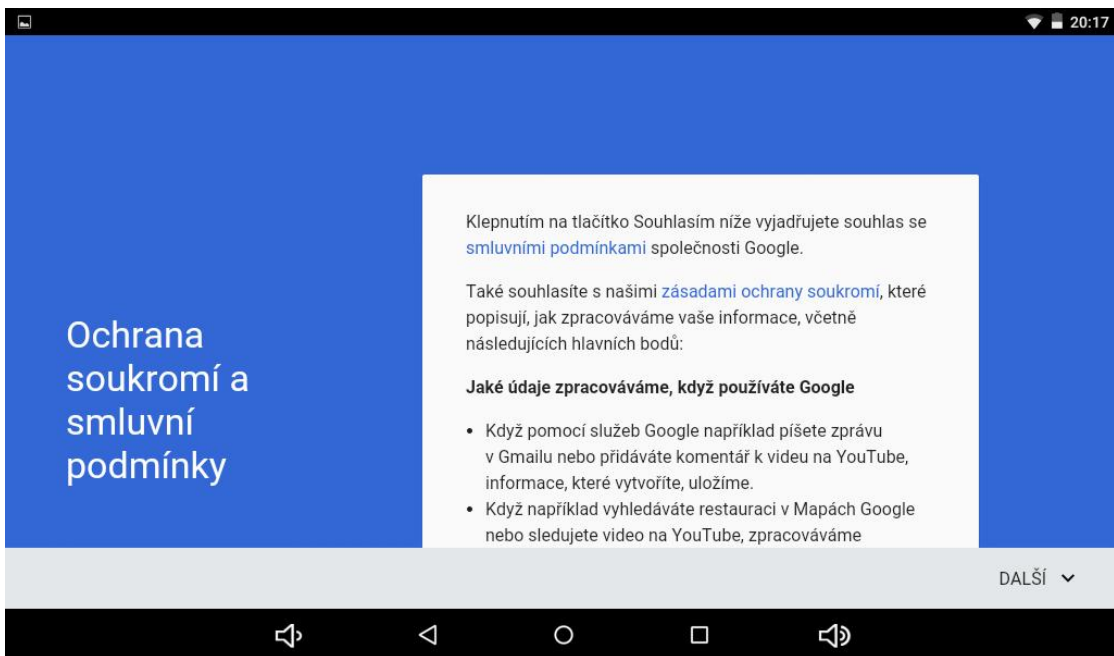 20:17
Ochrana
soukromí a
smluvní
podmínky
Klepnutím na tlačítko Souhlasím níže vyjadřujete souhlas se
smluvními podmínkami společnosti Google.
Také souhlasíte s našimi zásadami ochrany soukromí, které
popisují, jak zpracováváme vaše informace, včetně
následujících hlavních bodů:
Jaké údaje zpracováváme, když používáte Google
• Když pomocí služeb Google například píšete zprávu
v Gmailu nebo přidáváte komentář k videu na YouTube,
informace, které vytvoříte, uložíme.
• Když například vyhledáváte restauraci v Mapách Google
nebo sledujete video na YouTube, zpracováváme
DALŠÍ